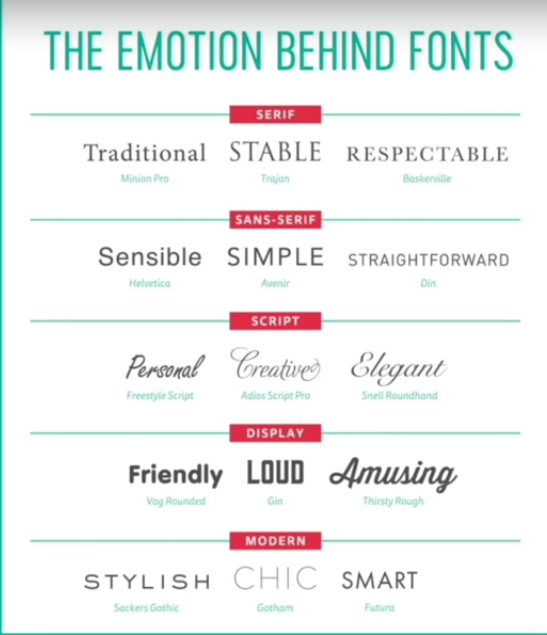 THE EMOTION BEHIND FONTS
SERIF
Traditional STABLE RESPECTABLE
Minion Pro Trajan Baskerville
SANS-SERIF
Sensible SIMPLE STRAIGHTFORWARD
Helvetica Avenir Din
SCRIPT
Personal Creative Elegant
Freestyle Script Adios Script Pro Snell Roundhand
DISPLAY
Friendly LOUD Amusing
Vag Rounded Gin Thirsty Rough
MODERN
STYLISH CHIC SMART
Sackers Gothic Gotham Futura